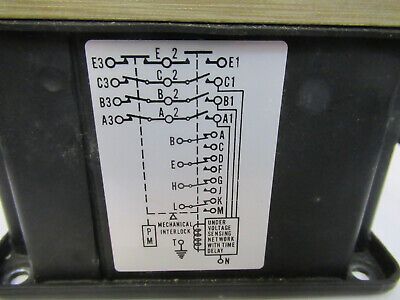 E3 E 2 E1
C3 C 2 C1
B3 B 2 B1
A3 A 2 A1
B A
C
E D
F
H G
J
L K
M
MECHANICAL
INTERLOCK
P
M
T
UNDER
VOLTAGE
SENSING
NETWORK
WITH TIME
DELAY
N